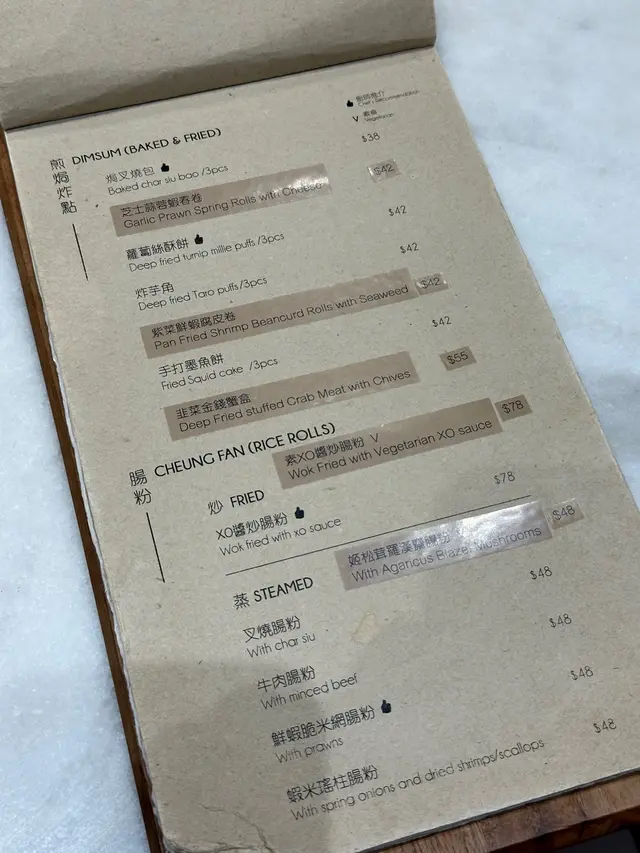 廚師推介
Chef's Recommendation
V 素食
Vegetarian
煎焗炸點 DIMSUM (BAKED & FRIED)
焗叉燒包 $38
Baked char siu bao /3pcs
芝士蒜蓉蝦春卷 $42
Garlic Prawn Spring Rolls with Cheese
蘿蔔絲酥餅 $42
Deep fried turnip millie puffs /3pcs
炸芋角 $42
Deep fried Taro puffs /3pcs
紫菜鮮蝦腐皮卷 $42
Pan Fried Shrimp Beancurd Rolls with Seaweed
手打墨魚餅 $42
Fried Squid cake /3pcs
韭菜金錢蟹盒 $55
Deep Fried stuffed Crab Meat with Chives
腸粉 CHEUNG FAN (RICE ROLLS)
炒 FRIED
素XO醬炒腸粉 V $78
Wok Fried with Vegetarian XO sauce
XO醬炒腸粉 $78
Wok fried with xo sauce
蒸 STEAMED
姬松茸羅漢齋腸粉 $48
With Agaricus Blazei Mushrooms
叉燒腸粉 $48
With char siu
牛肉腸粉 $48
With minced beef
鮮蝦脆米網腸粉 $48
With prawns
蝦米瑤柱腸粉 $48
With spring onions and dried shrimps/scallops